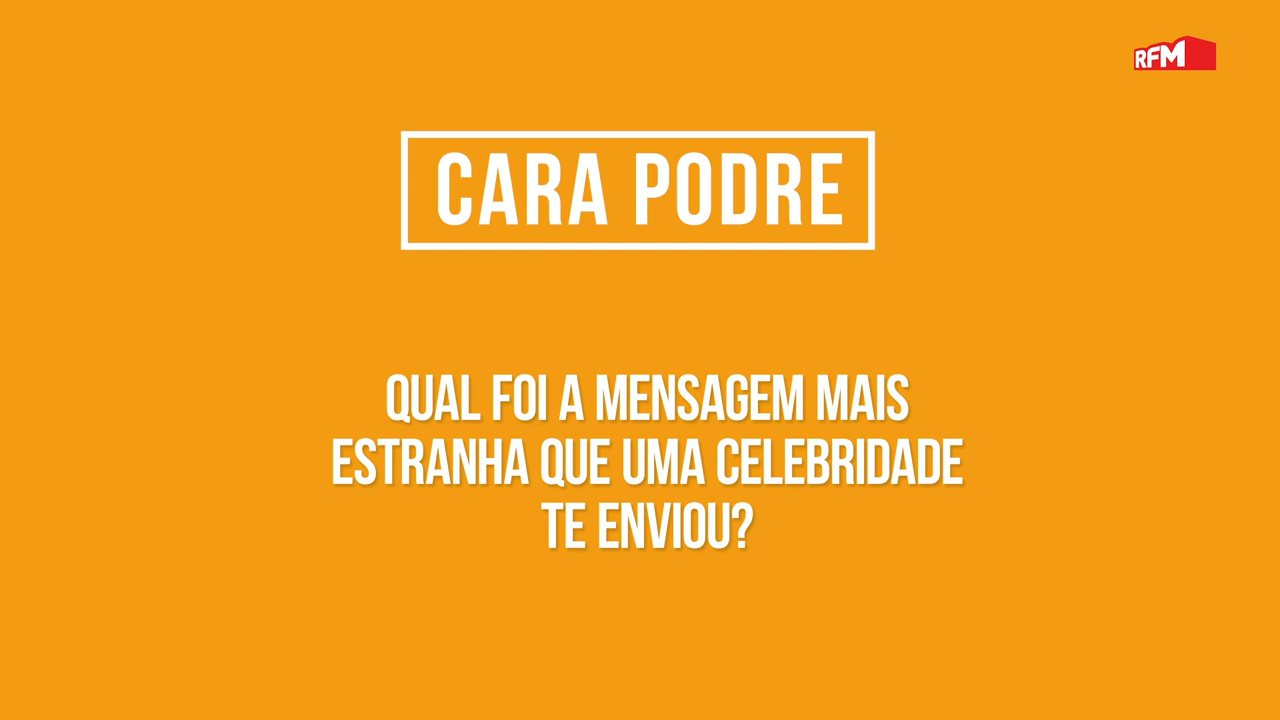 RFM
CARA PODRE
QUAL FOI A MENSAGEM MAIS
ESTRANHA QUE UMA CELEBRIDADE
TE ENVIOU?